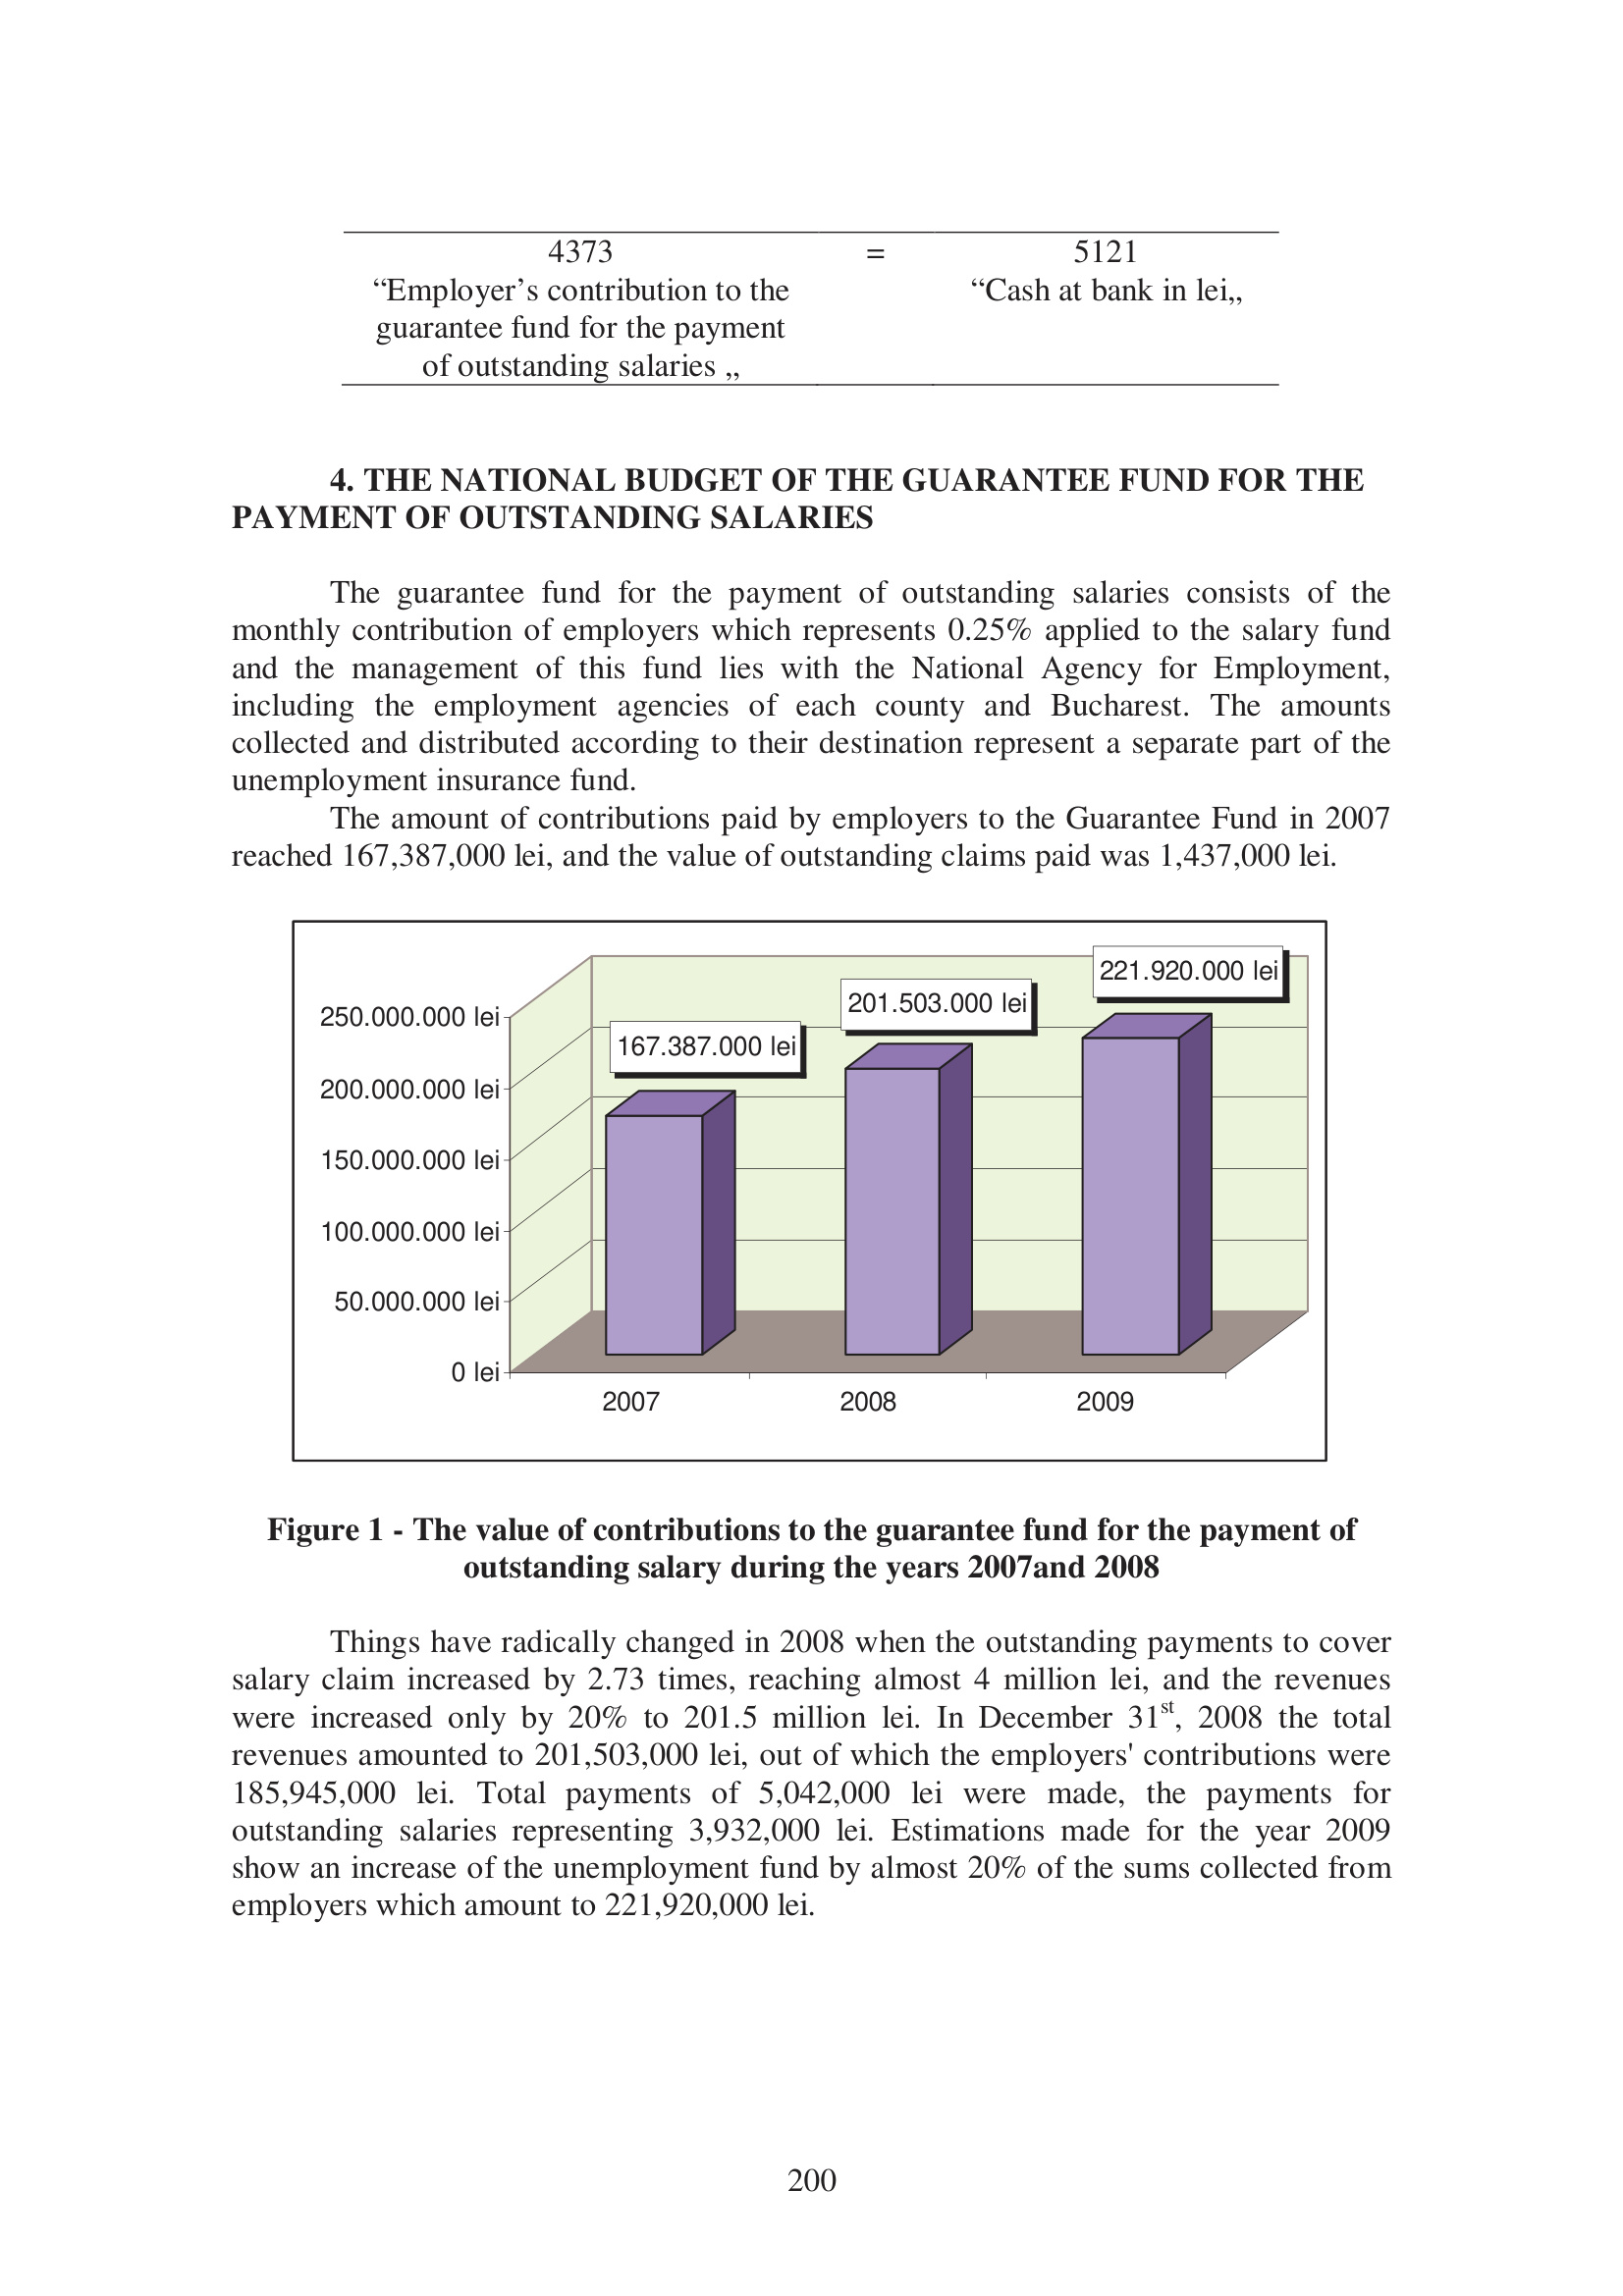 4373 = 5121
“Employer’s contribution to the “Cash at bank in lei„
guarantee fund for the payment
of outstanding salaries „
4. THE NATIONAL BUDGET OF THE GUARANTEE FUND FOR THE
PAYMENT OF OUTSTANDING SALARIES
The guarantee fund for the payment of outstanding salaries consists of the
monthly contribution of employers which represents 0.25% applied to the salary fund
and the management of this fund lies with the National Agency for Employment,
including the employment agencies of each county and Bucharest. The amounts
collected and distributed according to their destination represent a separate part of the
unemployment insurance fund.
The amount of contributions paid by employers to the Guarantee Fund in 2007
reached 167,387,000 lei, and the value of outstanding claims paid was 1,437,000 lei.
221.920.000 lei
201.503.000 lei
167.387.000 lei
250.000.000 lei
200.000.000 lei
150.000.000 lei
100.000.000 lei
50.000.000 lei
0 lei
2007 2008 2009
Figure 1 - The value of contributions to the guarantee fund for the payment of
outstanding salary during the years 2007and 2008
Things have radically changed in 2008 when the outstanding payments to cover
salary claim increased by 2.73 times, reaching almost 4 million lei, and the revenues
were increased only by 20% to 201.5 million lei. In December 31st, 2008 the total
revenues amounted to 201,503,000 lei, out of which the employers' contributions were
185,945,000 lei. Total payments of 5,042,000 lei were made, the payments for
outstanding salaries representing 3,932,000 lei. Estimations made for the year 2009
show an increase of the unemployment fund by almost 20% of the sums collected from
employers which amount to 221,920,000 lei.
200